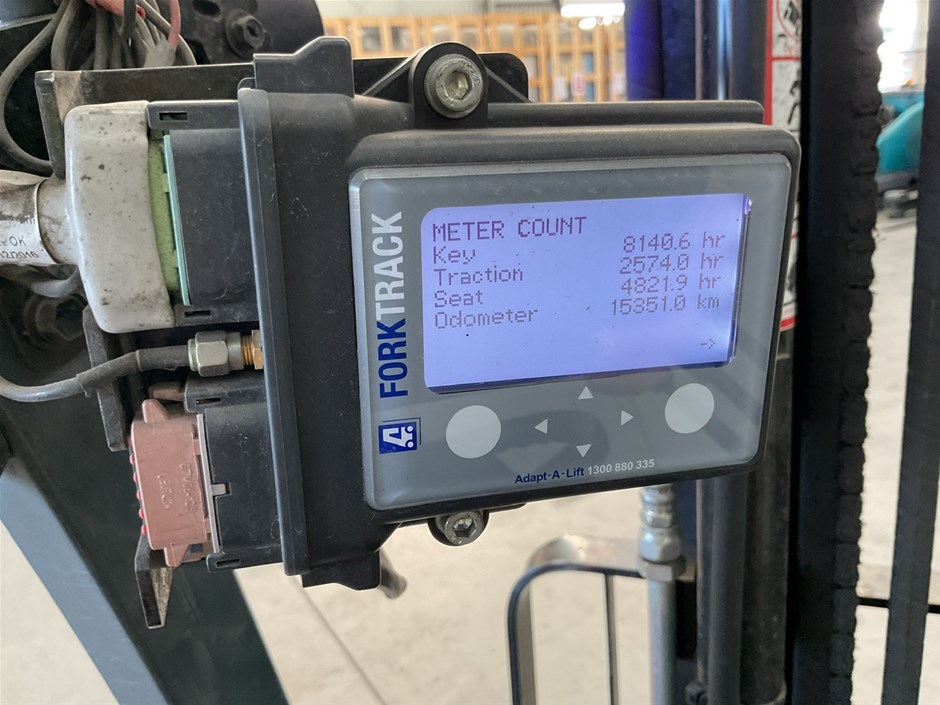 METER COUNT
Key 8140.6 hr
Traction 2574.0 hr
Seat 4821.9 hr
Odometer 15351.0 km
->
FORKTRACK
Adapt-A-Lift 1300 880 335
OK